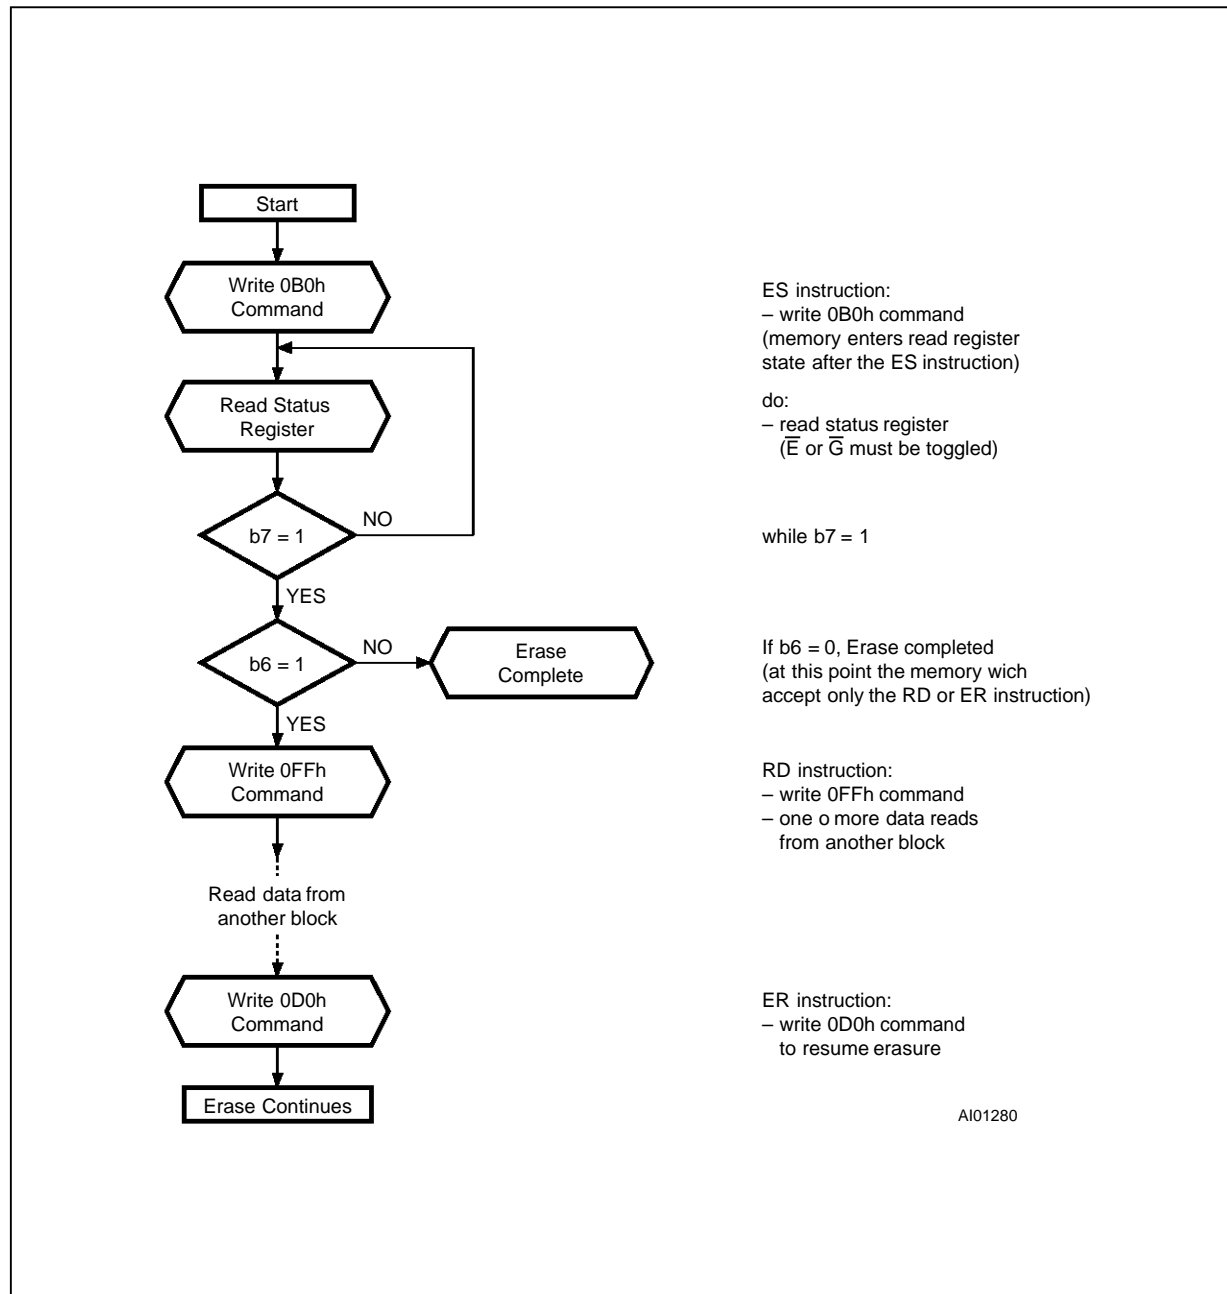 Start
Write 0B0h
Command
ES instruction:
– write 0B0h command
(memory enters read register
state after the ES instruction)
Read Status
Register
do:
– read status register
(E̅ or G̅ must be toggled)
b7 = 1
NO
while b7 = 1
YES
b6 = 1
NO
Erase
Complete
If b6 = 0, Erase completed
(at this point the memory wich
accept only the RD or ER instruction)
YES
Write 0FFh
Command
RD instruction:
– write 0FFh command
– one o more data reads
from another block
Read data from
another block
Write 0D0h
Command
ER instruction:
– write 0D0h command
to resume erasure
Erase Continues
AI01280